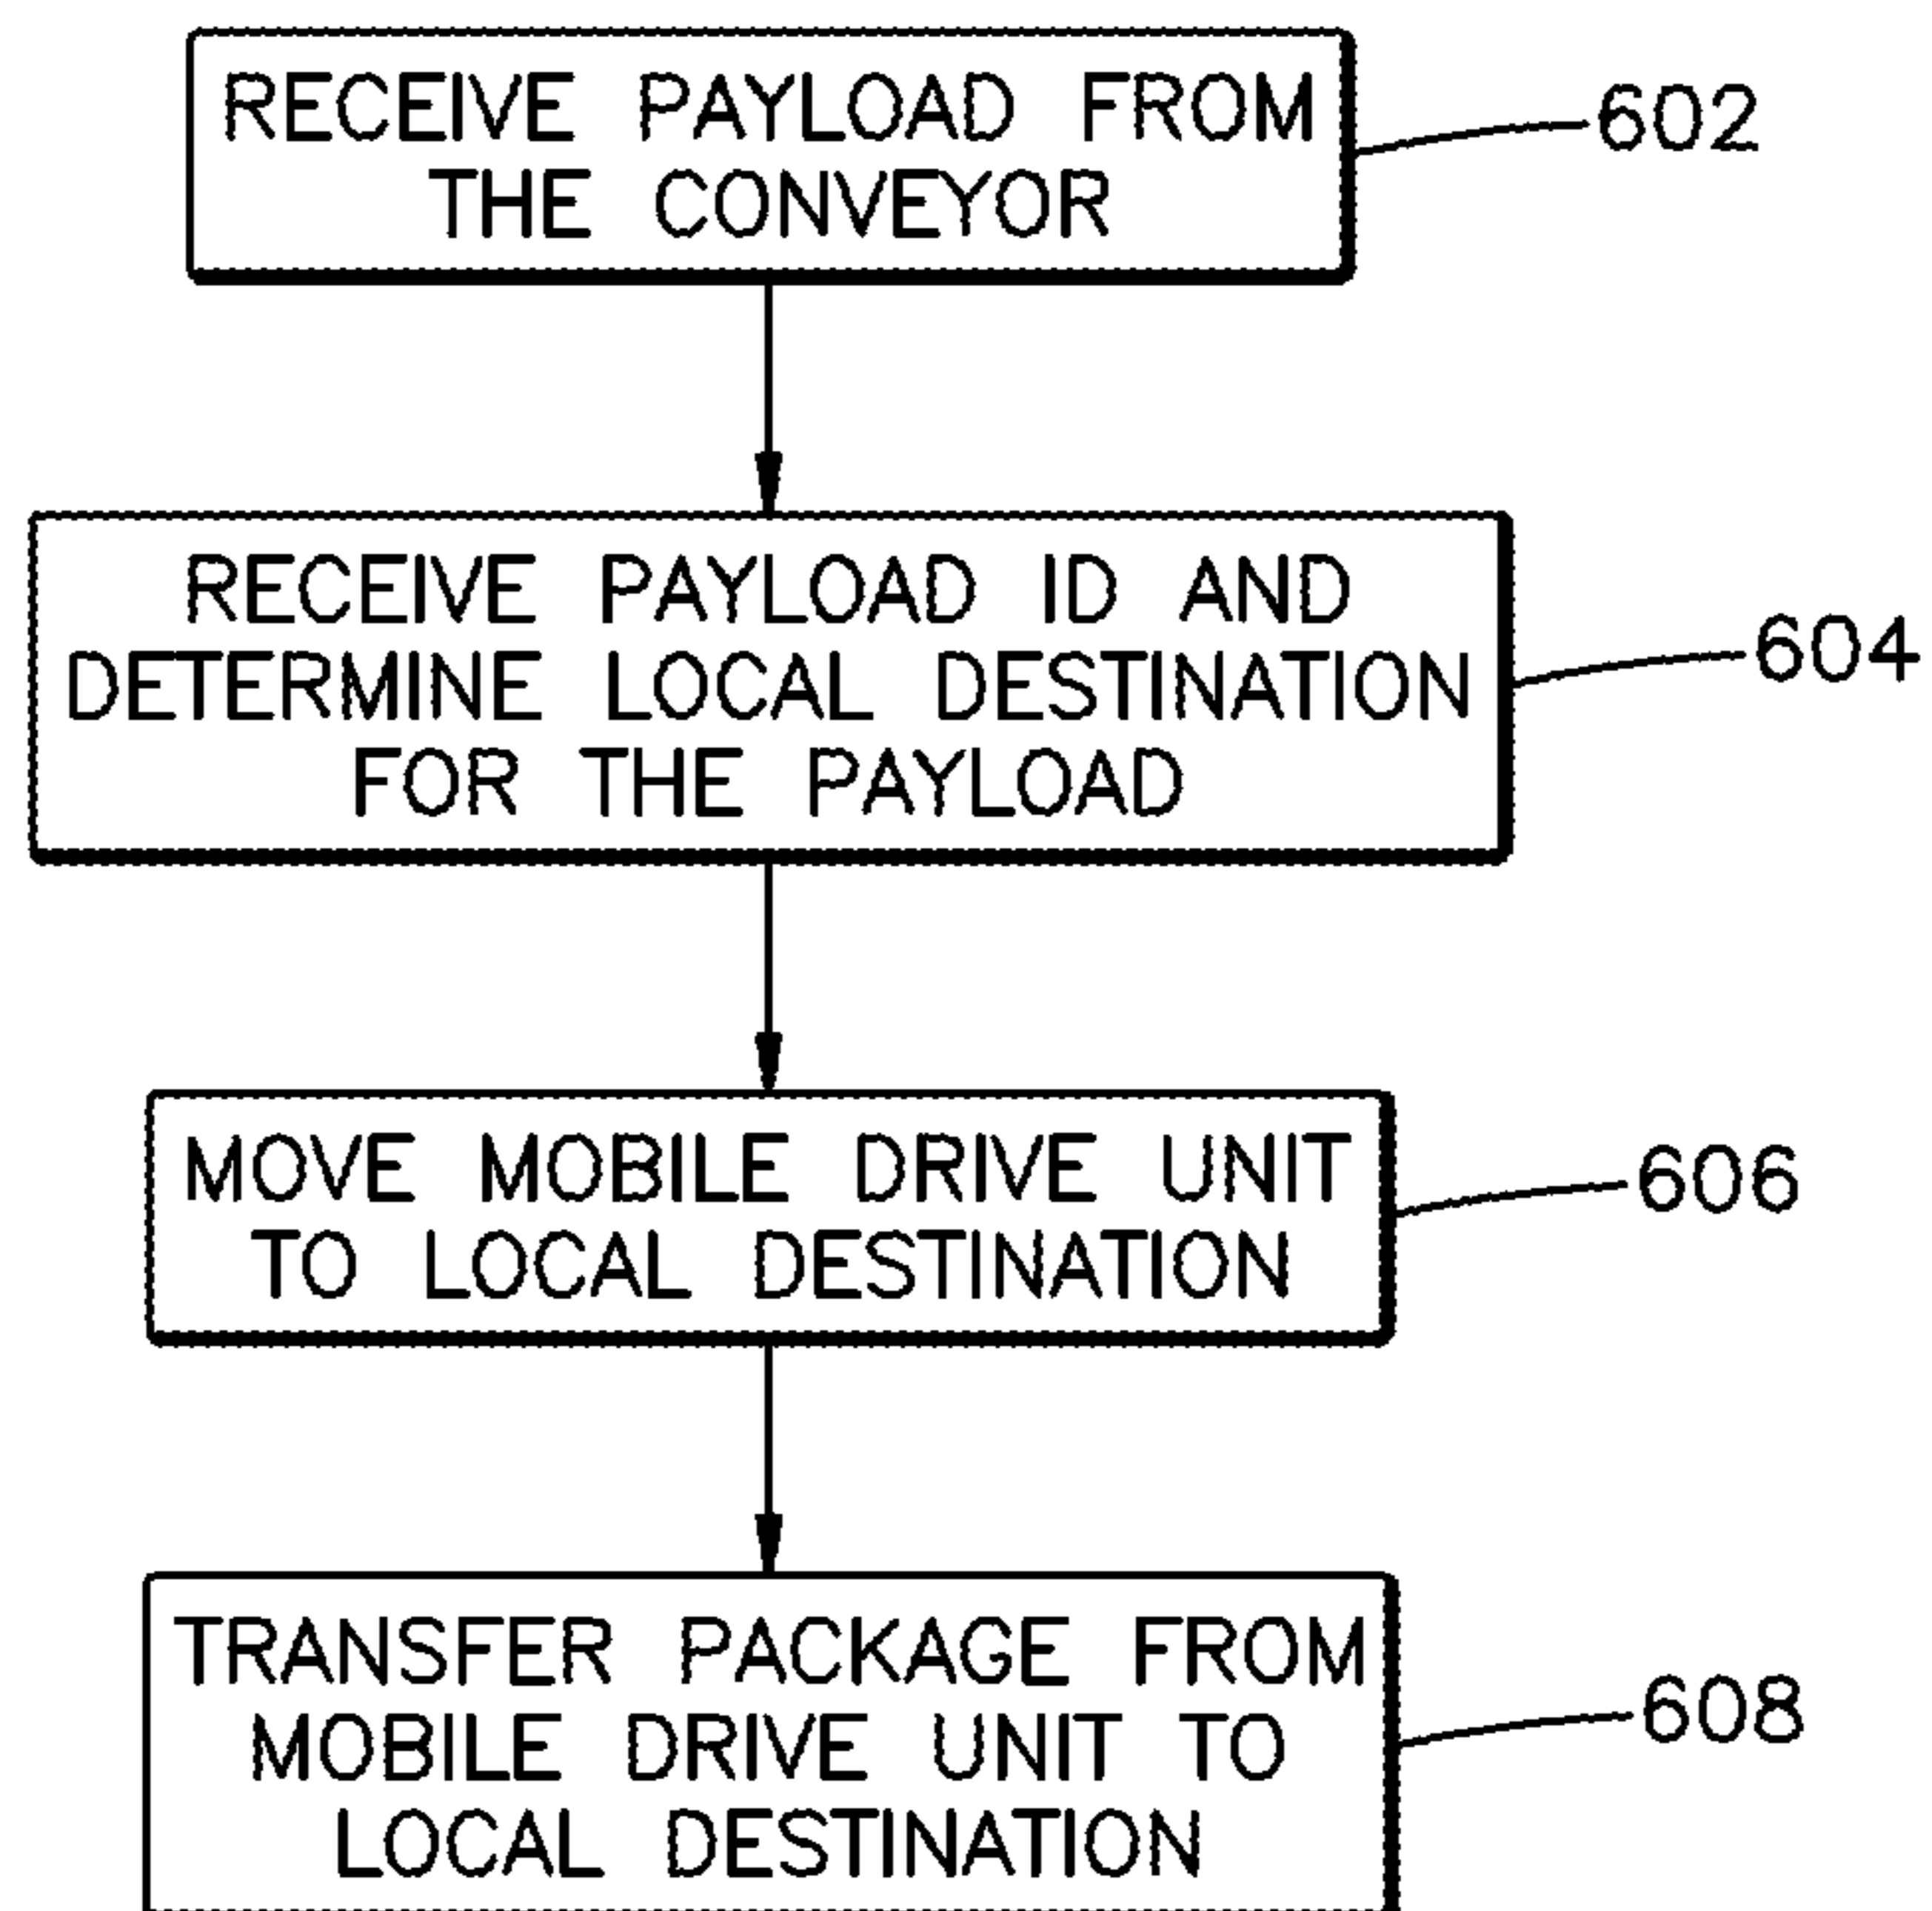 RECEIVE PAYLOAD FROM
THE CONVEYOR
602
RECEIVE PAYLOAD ID AND
DETERMINE LOCAL DESTINATION
FOR THE PAYLOAD
604
MOVE MOBILE DRIVE UNIT
TO LOCAL DESTINATION
606
TRANSFER PACKAGE FROM
MOBILE DRIVE UNIT TO
LOCAL DESTINATION
608